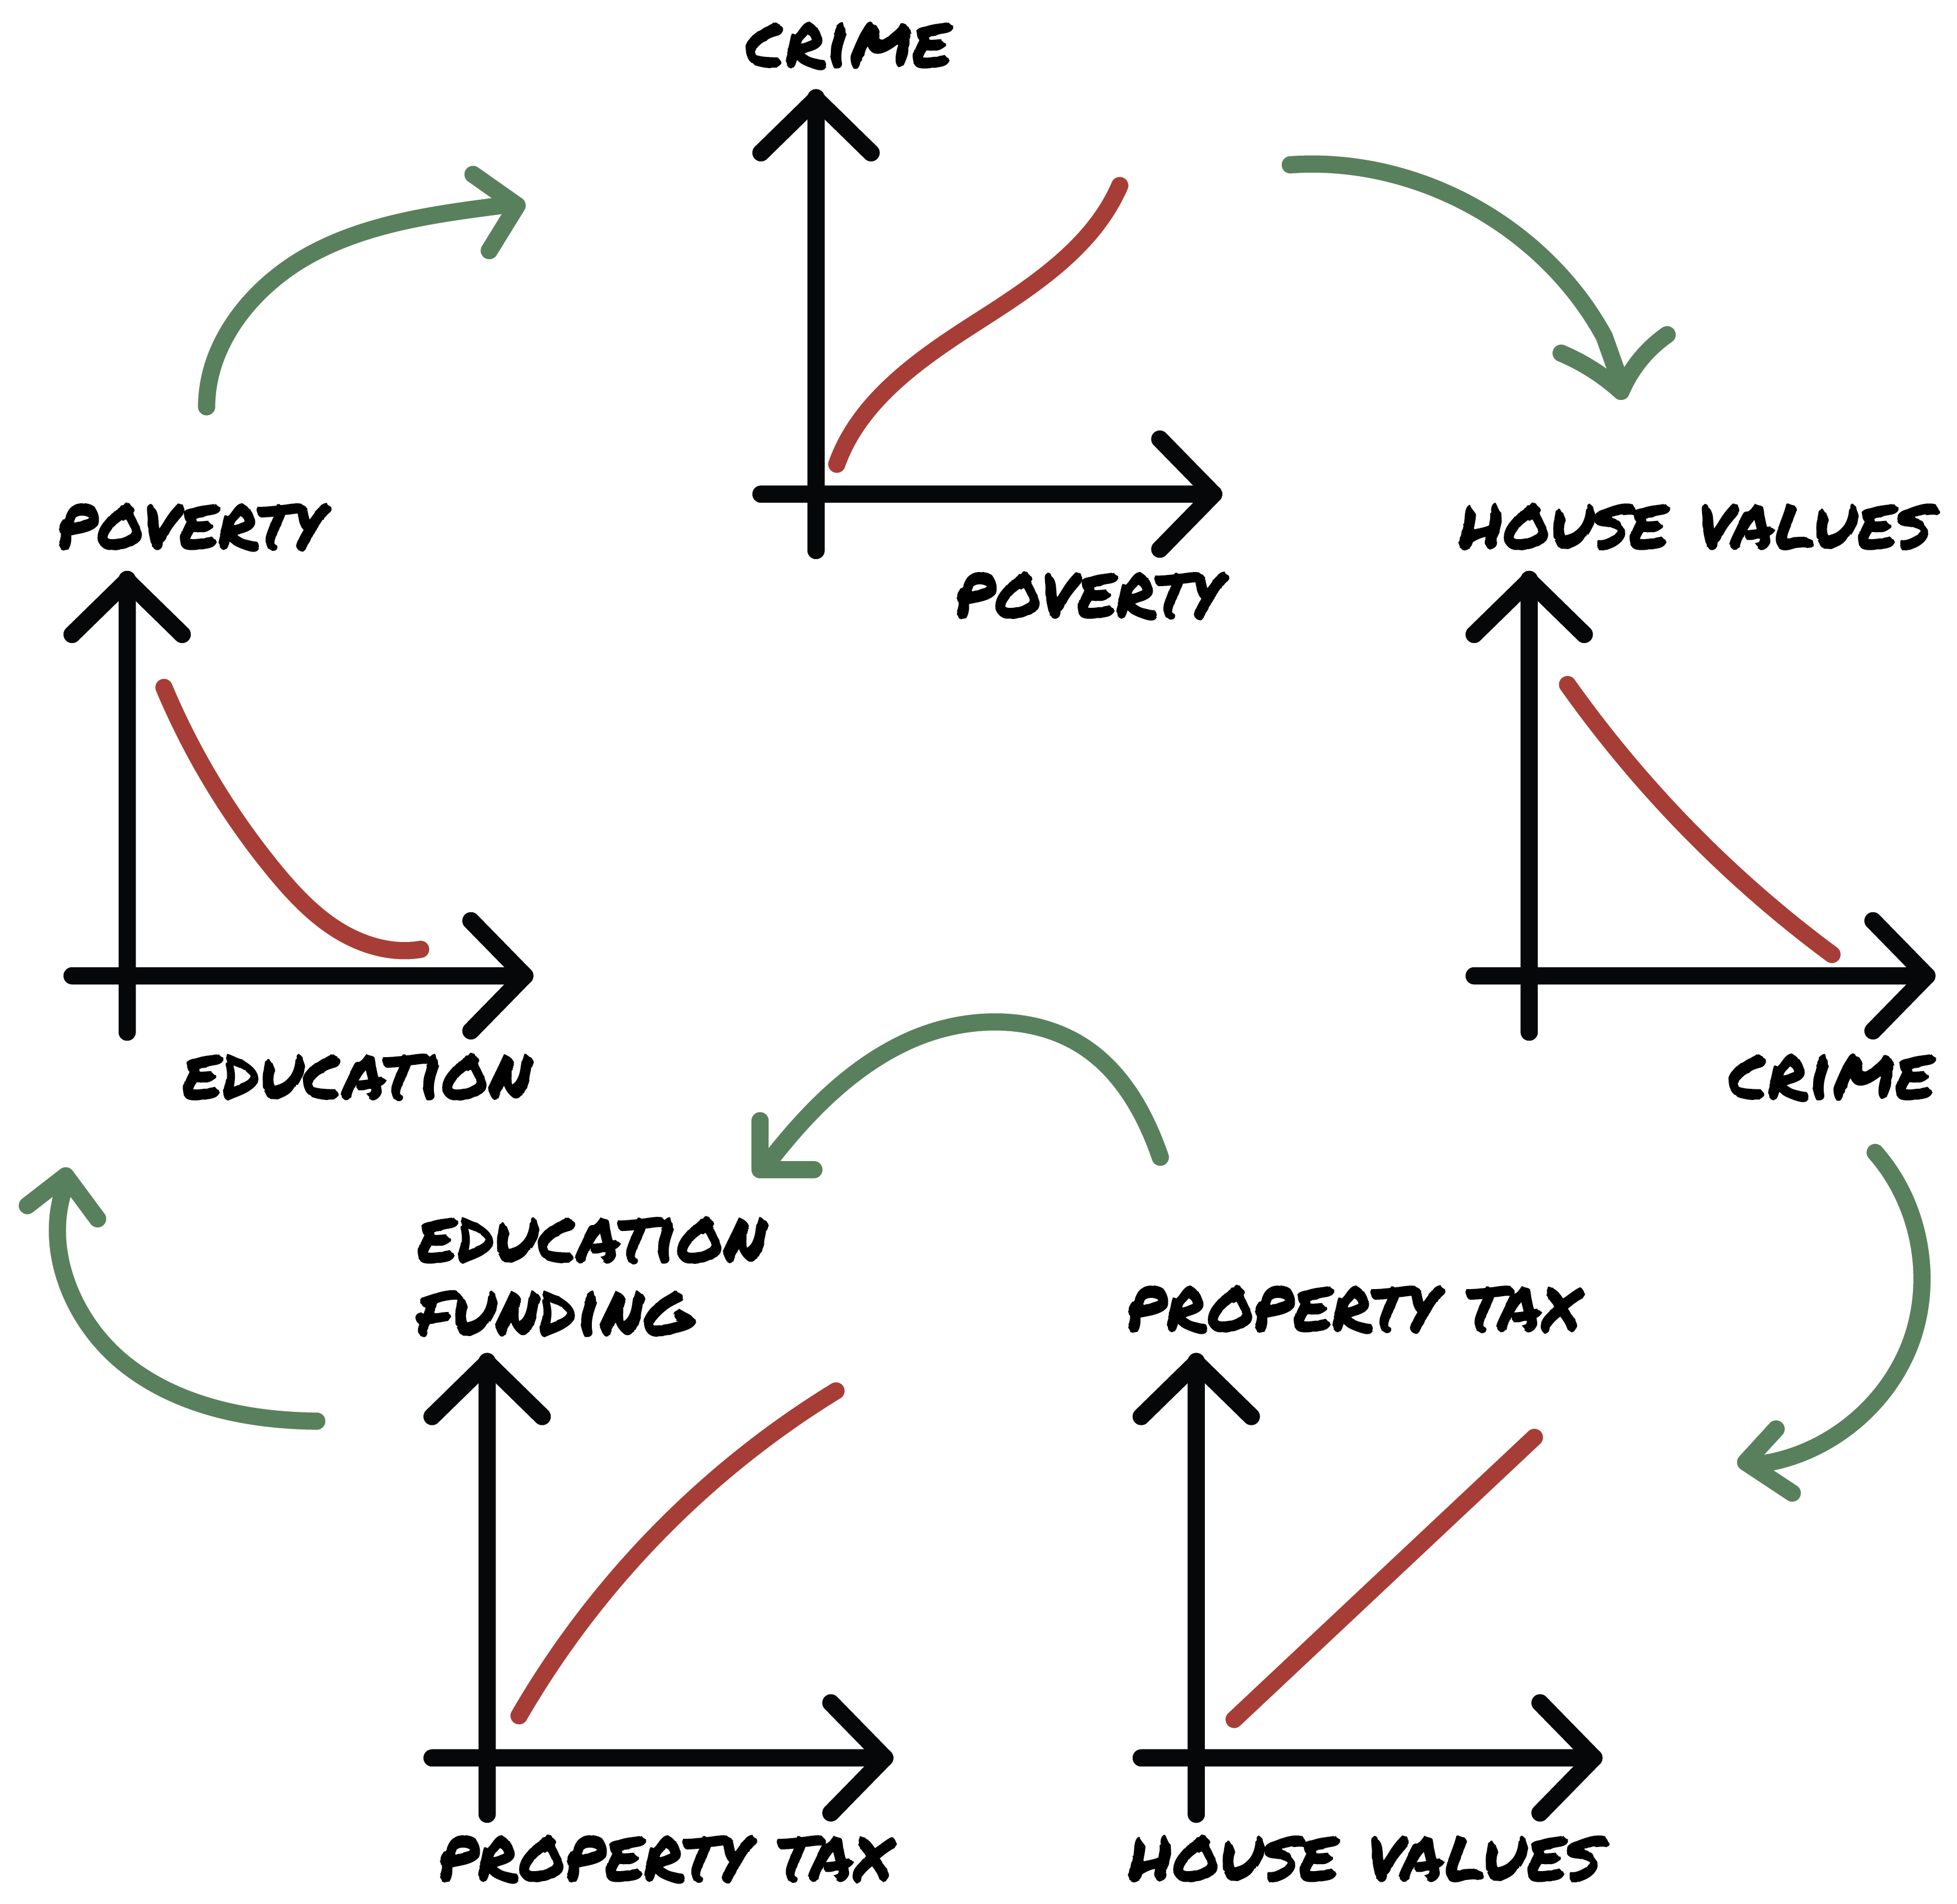 CRIME
POVERTY
POVERTY
EDUCATION
HOUSE VALUES
CRIME
EDUCATION
FUNDING
PROPERTY TAX
PROPERTY TAX
HOUSE VALUES